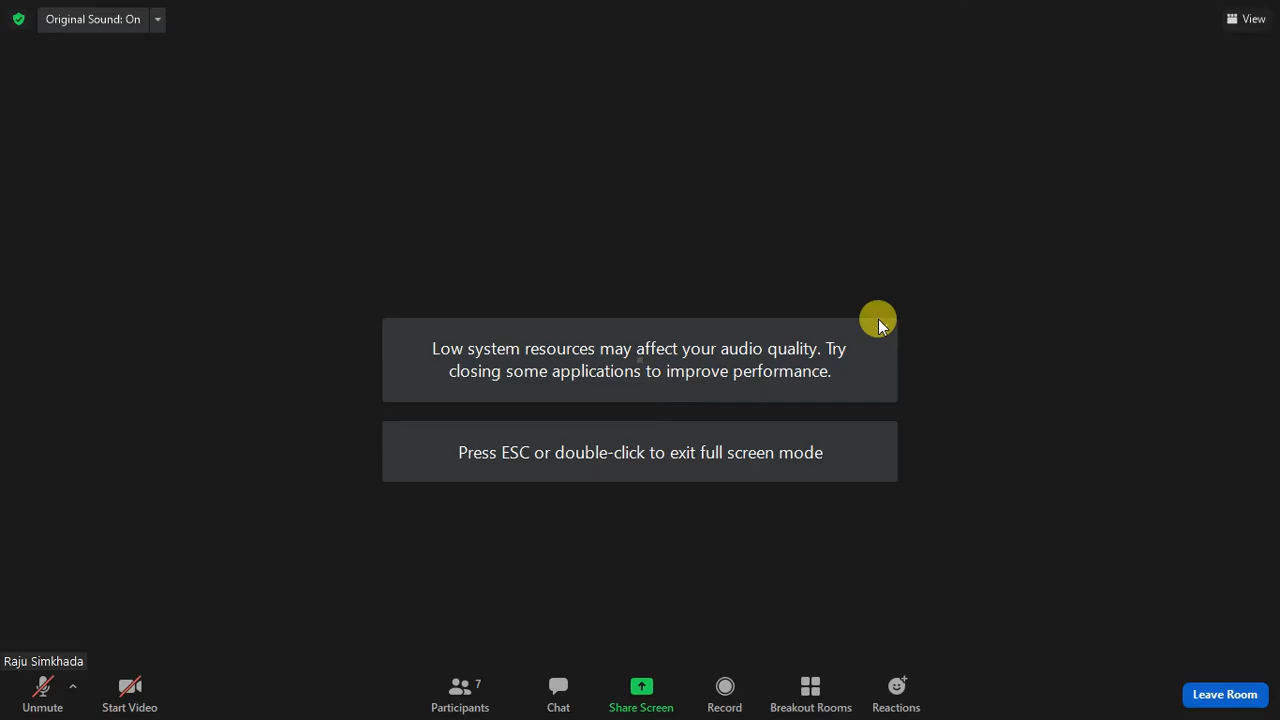 Original Sound: On
View
Low system resources may affect your audio quality. Try
closing some applications to improve performance.
Press ESC or double-click to exit full screen mode
Raju Simkhada
Unmute
Start Video
Participants
7
Chat
Share Screen
Record
Breakout Rooms
Reactions
Leave Room